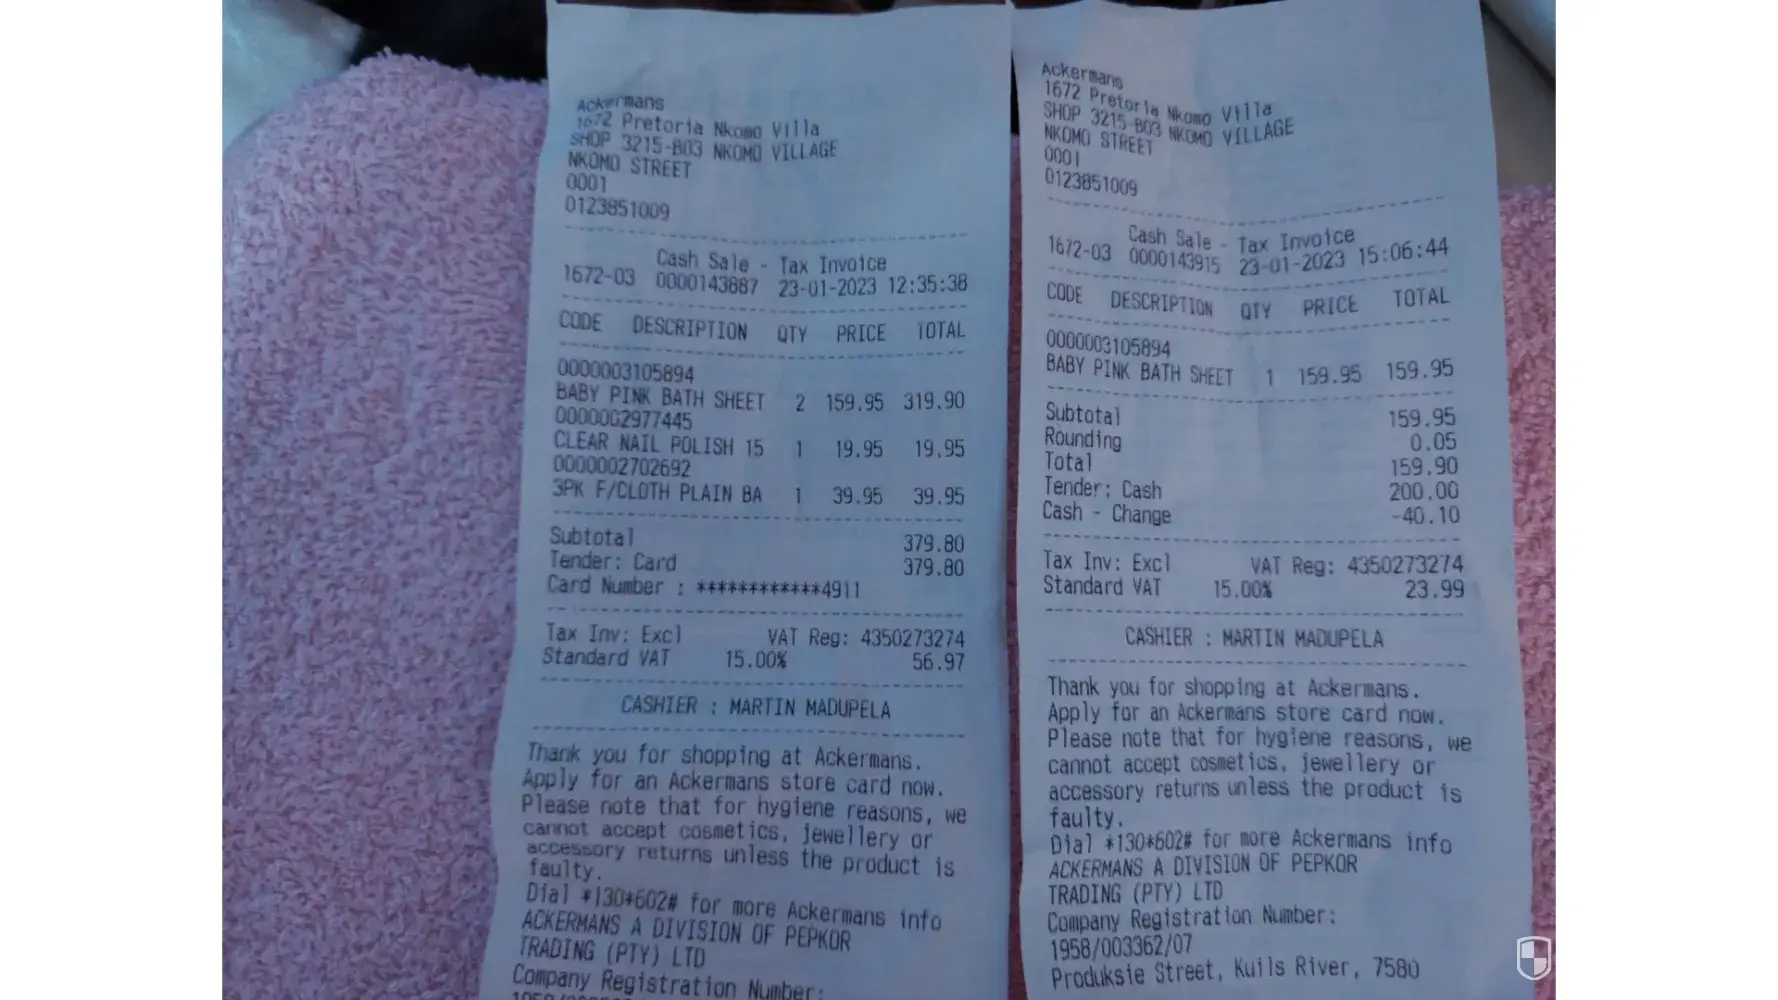 Ackermans
1672 Pretoria Nkomo Villa
SHOP 3215-B03 NKOMO VILLAGE
NKOMO STREET
0001
0123851009
Cash Sale - Tax Invoice
1672-03 0000143887 23-01-2023 12:35:38
CODE DESCRIPTION QTY PRICE TOTAL
0000003105894
BABY PINK BATH SHEET 2 159.95 319.90
0000002977445
CLEAR NAIL POLISH 15 1 19.95 19.95
0000002702692
3PK F/CLOTH PLAIN BA 1 39.95 39.95
Subtotal 379.80
Tender: Card 379.80
Card Number : ************4911
Tax Inv: Excl VAT Reg: 4350273274
Standard VAT 15.00% 56.97
CASHIER : MARTIN MADUPELA
Thank you for shopping at Ackermans.
Apply for an Ackermans store card now.
Please note that for hygiene reasons, we
cannot accept cosmetics, jewellery or
accessory returns unless the product is
faulty.
Dial *130*602# for more Ackermans info
ACKERMANS A DIVISION OF PEPKOR
TRADING (PTY) LTD
Company Registration Number:
Ackermans
1672 Pretoria Nkomo Villa
SHOP 3215-B03 NKOMO VILLAGE
NKOMO STREET
0001
0123851009
Cash Sale - Tax Invoice
1672-03 0000143915 23-01-2023 15:06:44
CODE DESCRIPTION QTY PRICE TOTAL
0000003105894
BABY PINK BATH SHEET 1 159.95 159.95
Subtotal 159.95
Rounding 0.05
Total 159.90
Tender: Cash 200.00
Cash - Change -40.10
Tax Inv: Excl VAT Reg: 4350273274
Standard VAT 15.00% 23.99
CASHIER : MARTIN MADUPELA
Thank you for shopping at Ackermans.
Apply for an Ackermans store card now.
Please note that for hygiene reasons, we
cannot accept cosmetics, jewellery or
accessory returns unless the product is
faulty.
Dial *130*602# for more Ackermans info
ACKERMANS A DIVISION OF PEPKOR
TRADING (PTY) LTD
Company Registration Number:
1958/003362/07
Produksie Street, Kuils River, 7580